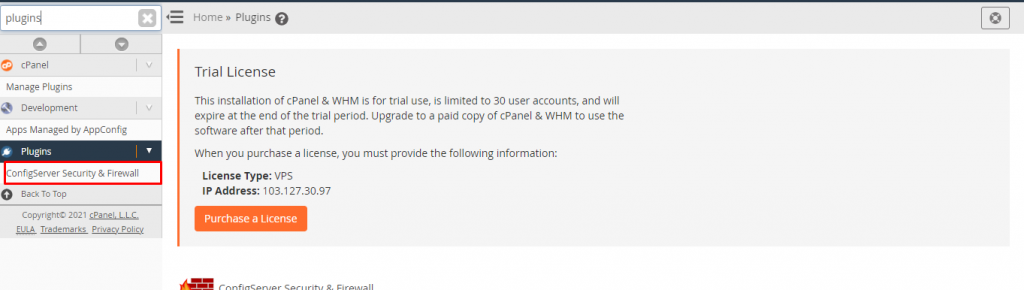 plugins
Home » Plugins ?
cPanel
Manage Plugins
Development
Apps Managed by AppConfig
Plugins
ConfigServer Security & Firewall
Back To Top
Copyright© 2021 cPanel, L.L.C.
EULA Trademarks Privacy Policy
Trial License
This installation of cPanel & WHM is for trial use, is limited to 30 user accounts, and will
expire at the end of the trial period. Upgrade to a paid copy of cPanel & WHM to use the
software after that period.
When you purchase a license, you must provide the following information:
License Type: VPS
IP Address: 103.127.30.97
Purchase a License
ConfigServer Security & Firewall